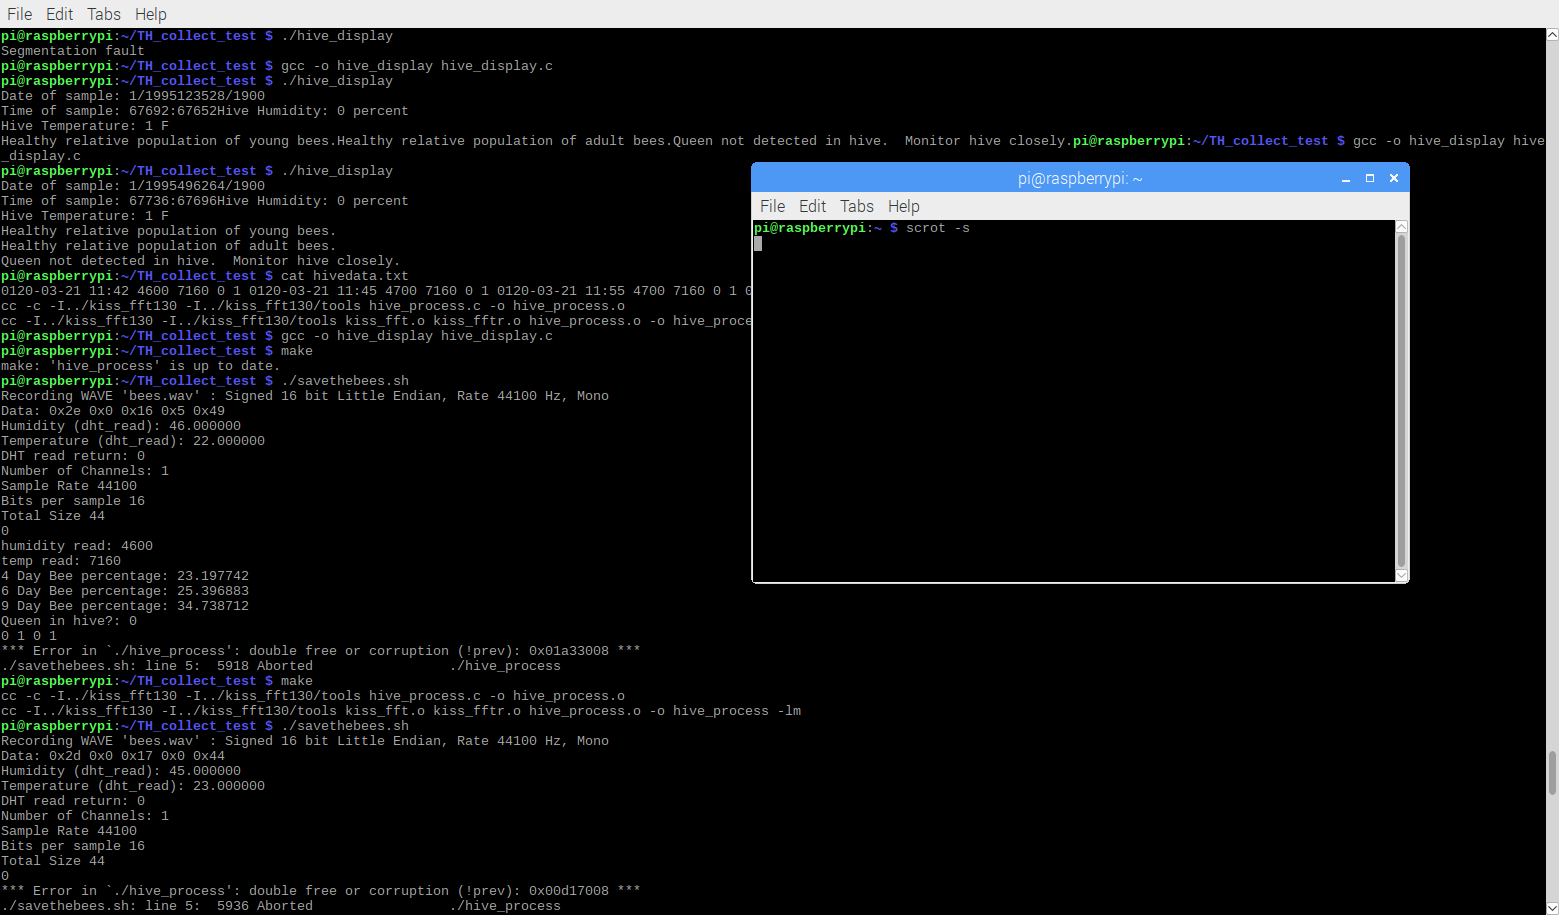 File Edit Tabs Help
pi@raspberrypi:~/TH_collect_test $ ./hive_display
Segmentation fault
pi@raspberrypi:~/TH_collect_test $ gcc -o hive_display hive_display.c
pi@raspberrypi:~/TH_collect_test $ ./hive_display
Date of sample: 1/1995123528/1900
Time of sample: 67692:67652Hive Humidity: 0 percent
Hive Temperature: 1 F
Healthy relative population of young bees.Healthy relative population of adult bees.Queen not detected in hive.  Monitor hive closely.pi@raspberrypi:~/TH_collect_test $ gcc -o hive_display hive
_display.c
pi@raspberrypi:~/TH_collect_test $ ./hive_display
Date of sample: 1/1995496264/1900
Time of sample: 67736:67696Hive Humidity: 0 percent
Hive Temperature: 1 F
Healthy relative population of young bees.
Healthy relative population of adult bees.
Queen not detected in hive.  Monitor hive closely.
pi@raspberrypi:~/TH_collect_test $ cat hivedata.txt
0120-03-21 11:42 4600 7160 0 1 0120-03-21 11:45 4700 7160 0 1 0120-03-21 11:55 4700 7160 0 1 0
cc -c -I../kiss_fft130 -I../kiss_fft130/tools hive_process.c -o hive_process.o
cc -I../kiss_fft130 -I../kiss_fft130/tools kiss_fft.o kiss_fftr.o hive_process.o -o hive_proce
pi@raspberrypi:~/TH_collect_test $ gcc -o hive_display hive_display.c
pi@raspberrypi:~/TH_collect_test $ make
make: 'hive_process' is up to date.
pi@raspberrypi:~/TH_collect_test $ ./savethebees.sh
Recording WAVE 'bees.wav' : Signed 16 bit Little Endian, Rate 44100 Hz, Mono
Data: 0x2e 0x0 0x16 0x5 0x49
Humidity (dht_read): 46.000000
Temperature (dht_read): 22.000000
DHT read return: 0
Number of Channels: 1
Sample Rate 44100
Bits per sample 16
Total Size 44
0
humidity read: 4600
temp read: 7160
4 Day Bee percentage: 23.197742
6 Day Bee percentage: 25.396883
9 Day Bee percentage: 34.738712
Queen in hive?: 0
0 1 0 1
*** Error in `./hive_process': double free or corruption (!prev): 0x01a33008 ***
./savethebees.sh: line 5:  5918 Aborted                 ./hive_process
pi@raspberrypi:~/TH_collect_test $ make
cc -c -I../kiss_fft130 -I../kiss_fft130/tools hive_process.c -o hive_process.o
cc -I../kiss_fft130 -I../kiss_fft130/tools kiss_fft.o kiss_fftr.o hive_process.o -o hive_process -lm
pi@raspberrypi:~/TH_collect_test $ ./savethebees.sh
Recording WAVE 'bees.wav' : Signed 16 bit Little Endian, Rate 44100 Hz, Mono
Data: 0x2d 0x0 0x17 0x0 0x44
Humidity (dht_read): 45.000000
Temperature (dht_read): 23.000000
DHT read return: 0
Number of Channels: 1
Sample Rate 44100
Bits per sample 16
Total Size 44
0
*** Error in `./hive_process': double free or corruption (!prev): 0x00d17008 ***
./savethebees.sh: line 5:  5936 Aborted                 ./hive_process
pi@raspberrypi: ~
File Edit Tabs Help
pi@raspberrypi:~ $ scrot -s